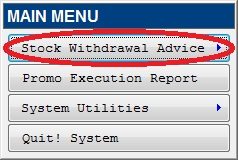 MAIN MENU
Stock Withdrawal Advice
Promo Execution Report
System Utilities
Quit! System